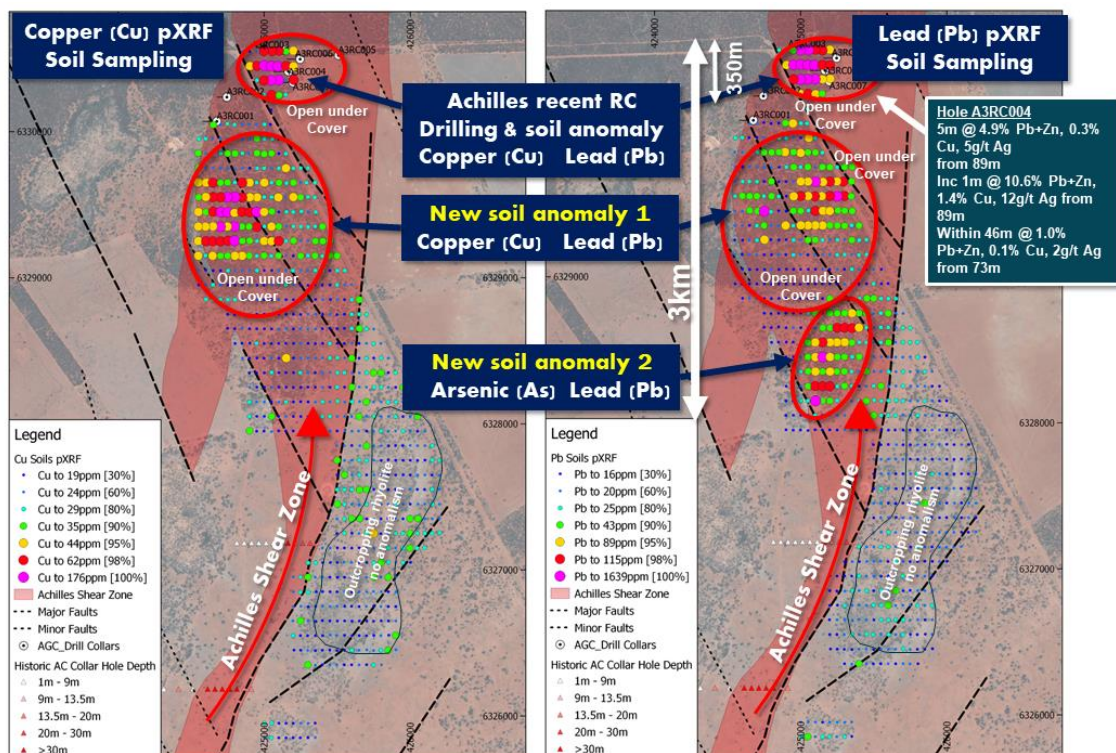 Copper (Cu) pXRF
Soil Sampling
Lead (Pb) pXRF
Soil Sampling
426000
424000
A3RC005
A3RC004
A3RC007
A3RC001
A3RC001
Open under
Cover
Open under
Cover
Achilles recent RC
Drilling & soil anomaly
Copper (Cu) Lead (Pb)
350m
3km
Hole A3RC004
5m @ 4.9% Pb+Zn, 0.3%
Cu, 5g/t Ag
from 89m
Inc 1m @ 10.6% Pb+Zn,
1.4% Cu, 12g/t Ag from
89m
Within 46m @ 1.0%
Pb+Zn, 0.1% Cu, 2g/t Ag
from 73m
6330000
Open under
Cover
New soil anomaly 1
Copper (Cu) Lead (Pb)
6329000
6329000
Open under
Cover
Open under
Cover
New soil anomaly 2
Arsenic (As) Lead (Pb)
6328000
6328000
Achilles Shear Zone
Outcropping rhyolite
no anomalism
Achilles Shear Zone
Outcropping rhyolite
no anomalism
6327000
6327000
6326000
6326000
425000
425000
Legend
Cu Soils pXRF
Cu to 19ppm [30%]
Cu to 24ppm [60%]
Cu to 29ppm [80%]
Cu to 35ppm [90%]
Cu to 44ppm [95%]
Cu to 62ppm [98%]
Cu to 176ppm [100%]
Achilles Shear Zone
Major Faults
Minor Faults
AGC_Drill Collars
Historic AC Collar Hole Depth
1m - 9m
9m - 13.5m
13.5m - 20m
20m - 30m
>30m
Legend
Pb Soils pXRF
Pb to 16ppm [30%]
Pb to 20ppm [60%]
Pb to 25ppm [80%]
Pb to 43ppm [90%]
Pb to 89ppm [95%]
Pb to 115ppm [98%]
Pb to 1639ppm [100%]
Achilles Shear Zone
Major Faults
Minor Faults
AGC_Drill Collars
Historic AC Collar Hole Depth
1m - 9m
9m - 13.5m
13.5m - 20m
20m - 30m
>30m